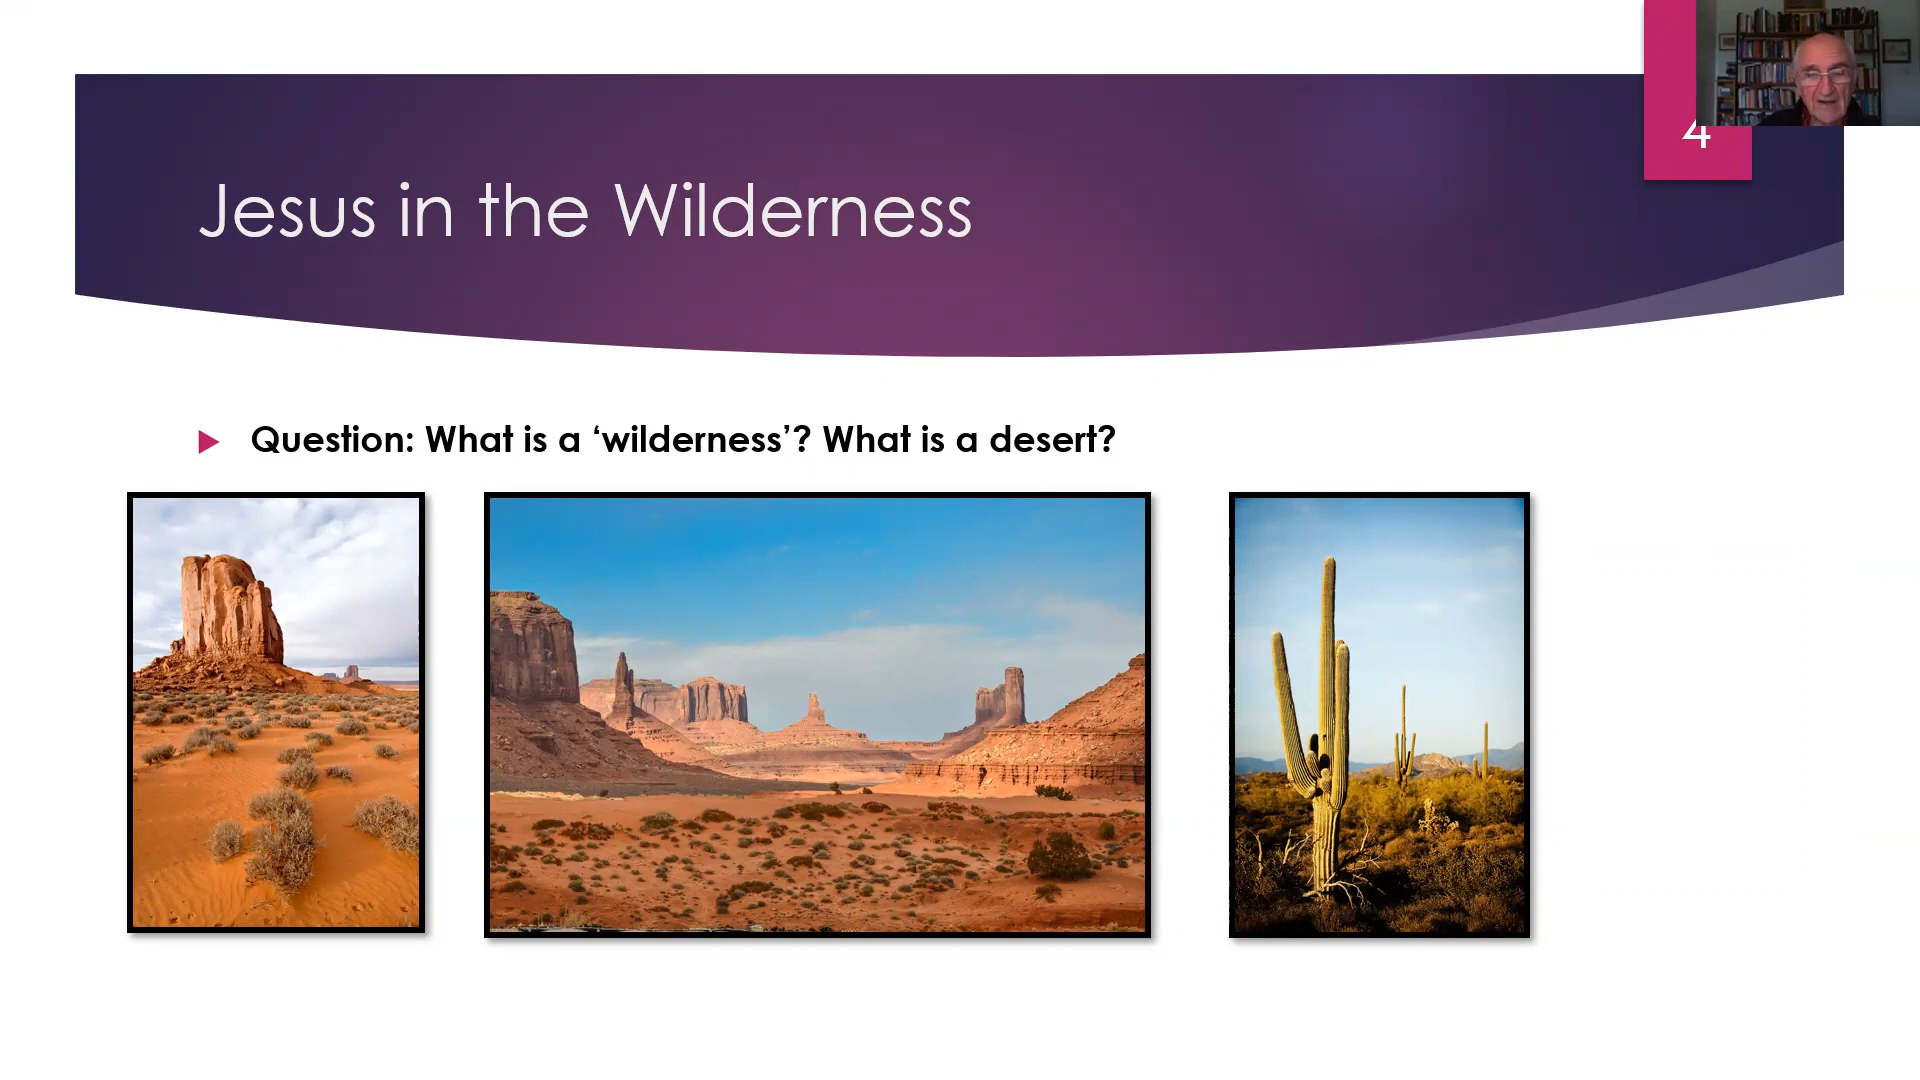 4
Jesus in the Wilderness
Question: What is a ‘wilderness’? What is a desert?